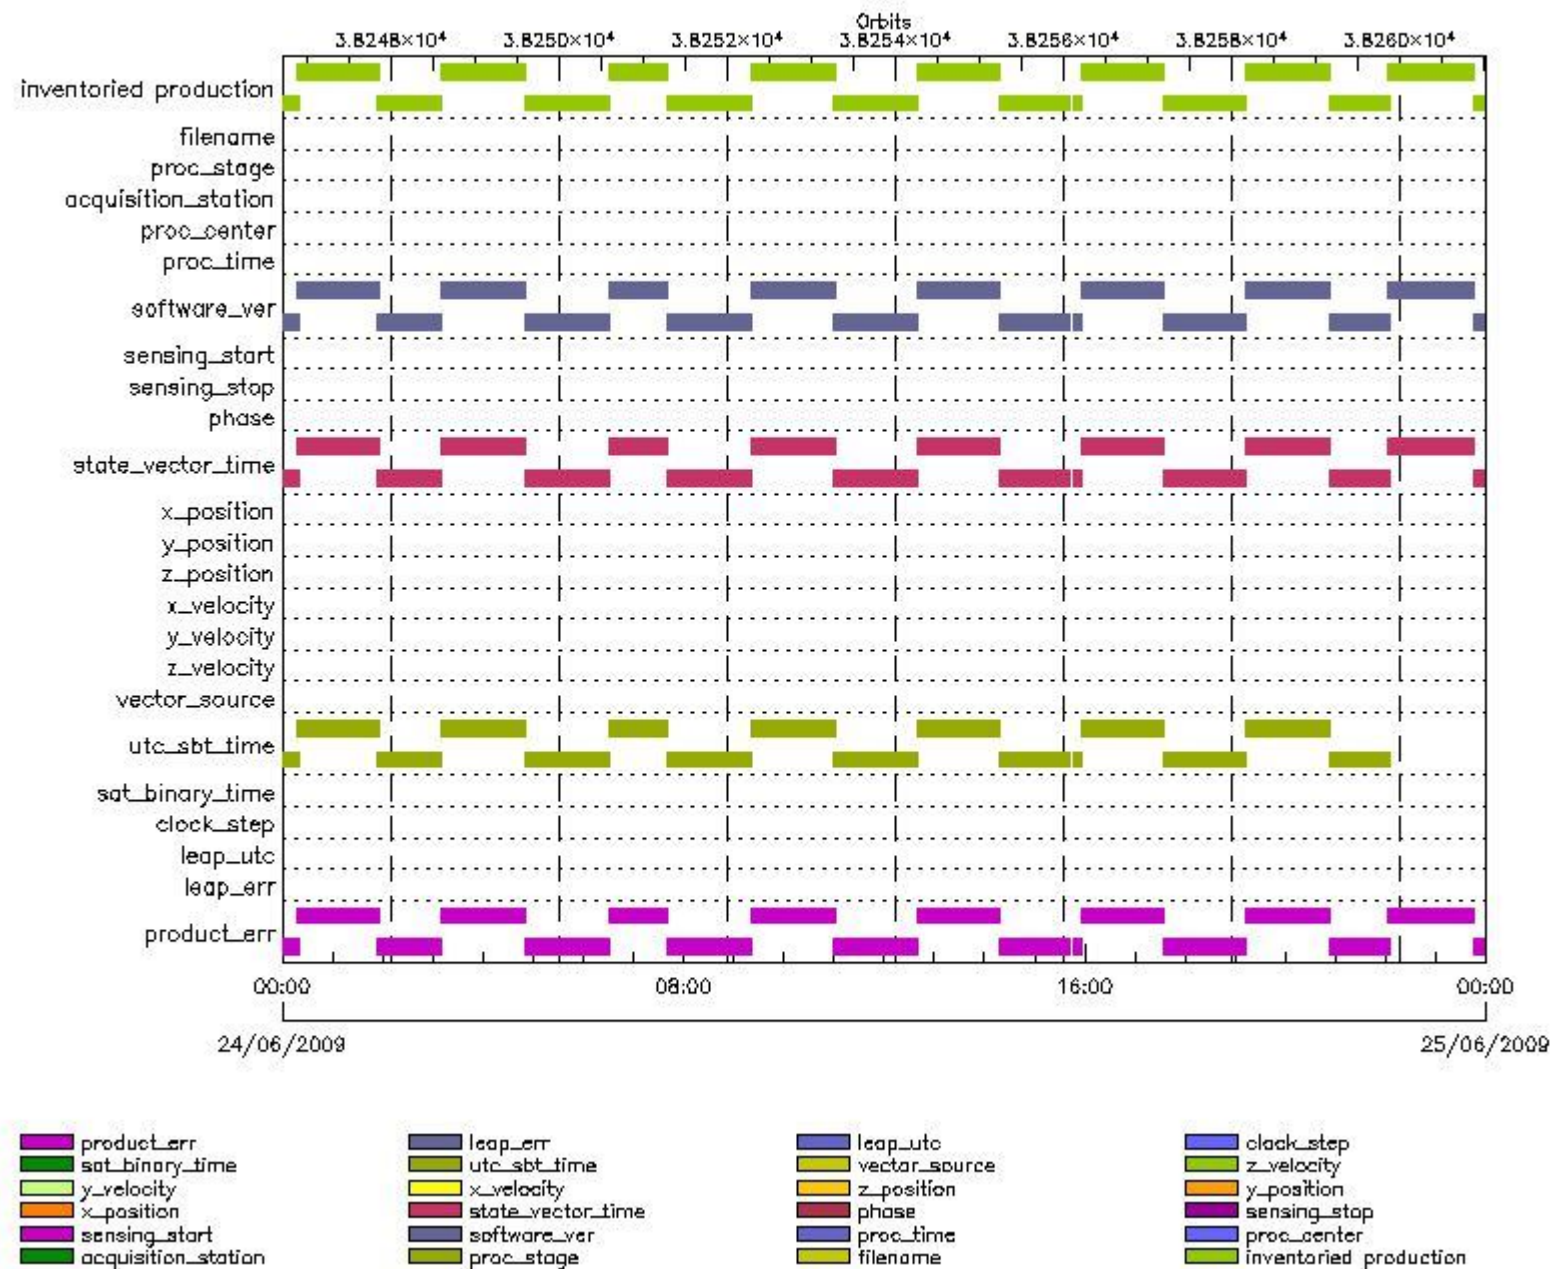 Orbits
3.8248×10⁴ 3.8250×10⁴ 3.8252×10⁴ 3.8254×10⁴ 3.8256×10⁴ 3.8258×10⁴ 3.8260×10⁴
inventoried production
filename
proc_stage
acquisition_station
proc_center
proc_time
software_ver
sensing_start
sensing_stop
phase
state_vector_time
x_position
y_position
z_position
x_velocity
y_velocity
z_velocity
vector_source
utc_sbt_time
sat_binary_time
clock_step
leap_utc
leap_err
product_err
00:00 08:00 16:00 00:00
24/06/2009 25/06/2009
product_err leap_err leap_utc clock_step
sat_binary_time utc_sbt_time vector_source z_velocity
y_velocity x_velocity z_position y_position
x_position state_vector_time phase sensing_stop
sensing_start software_ver proc_time proc_center
acquisition_station proc_stage filename inventoried production